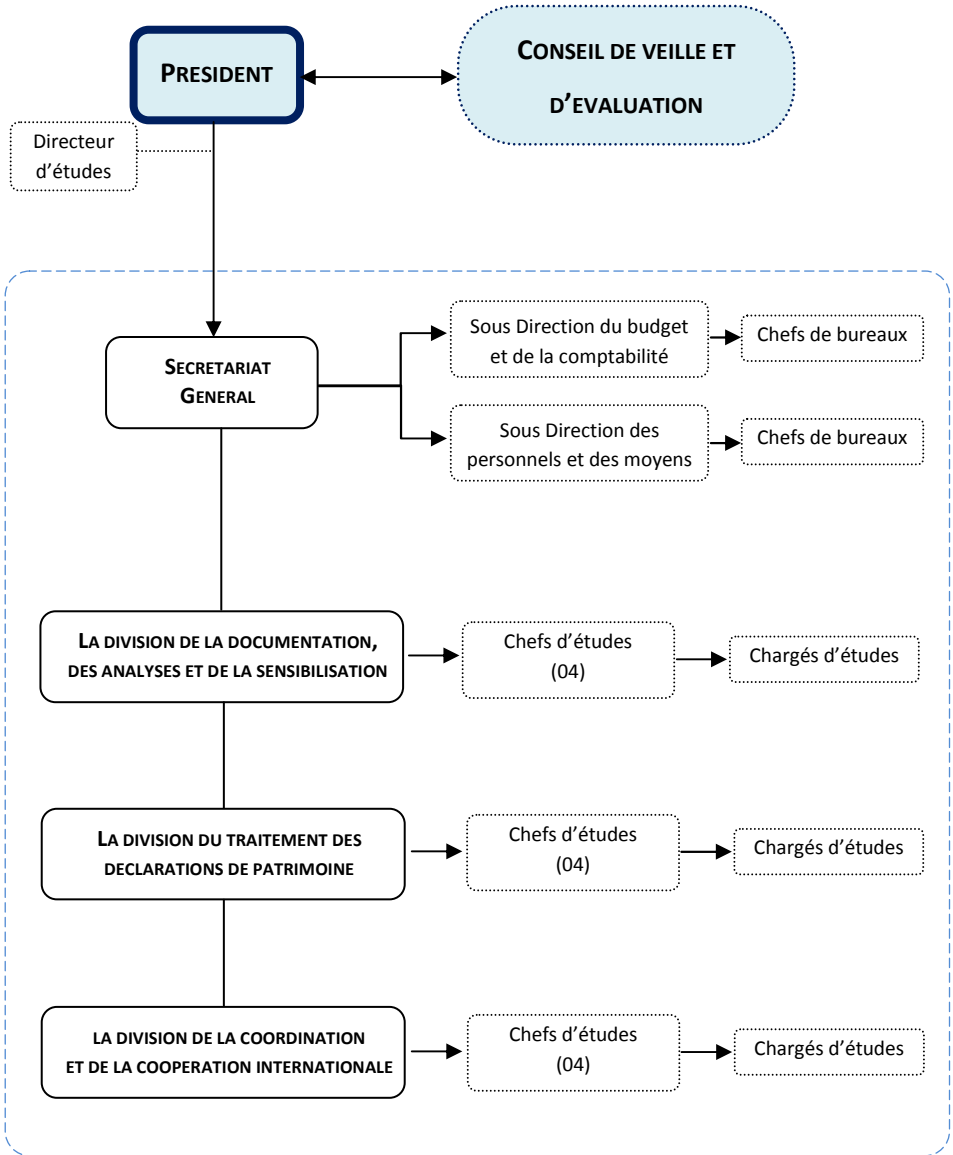 PRESIDENT
CONSEIL DE VEILLE ET
D’EVALUATION
Directeur
d’études
SECRETARIAT
GENERAL
Sous Direction du budget
et de la comptabilité
Chefs de bureaux
Sous Direction des
personnels et des moyens
Chefs de bureaux
LA DIVISION DE LA DOCUMENTATION,
DES ANALYSES ET DE LA SENSIBILISATION
Chefs d’études
(04)
Chargés d’études
LA DIVISION DU TRAITEMENT DES
DECLARATIONS DE PATRIMOINE
Chefs d’études
(04)
Chargés d’études
LA DIVISION DE LA COORDINATION
ET DE LA COOPERATION INTERNATIONALE
Chefs d’études
(04)
Chargés d’études